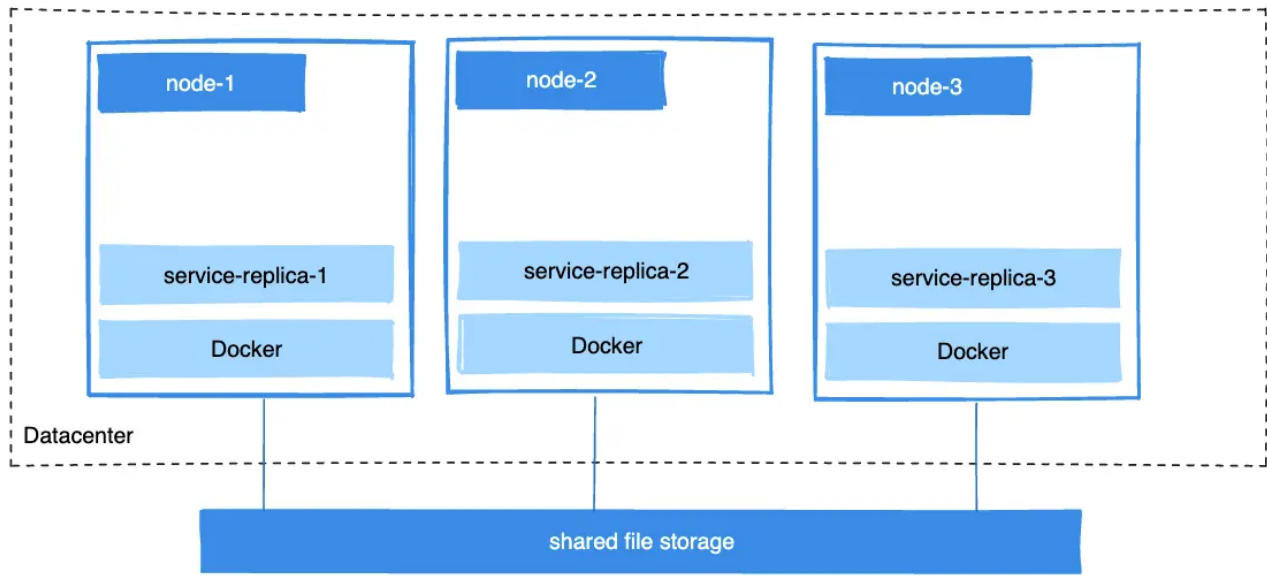 node-1
node-2
node-3
service-replica-1
service-replica-2
service-replica-3
Docker
Docker
Docker
Datacenter
shared file storage